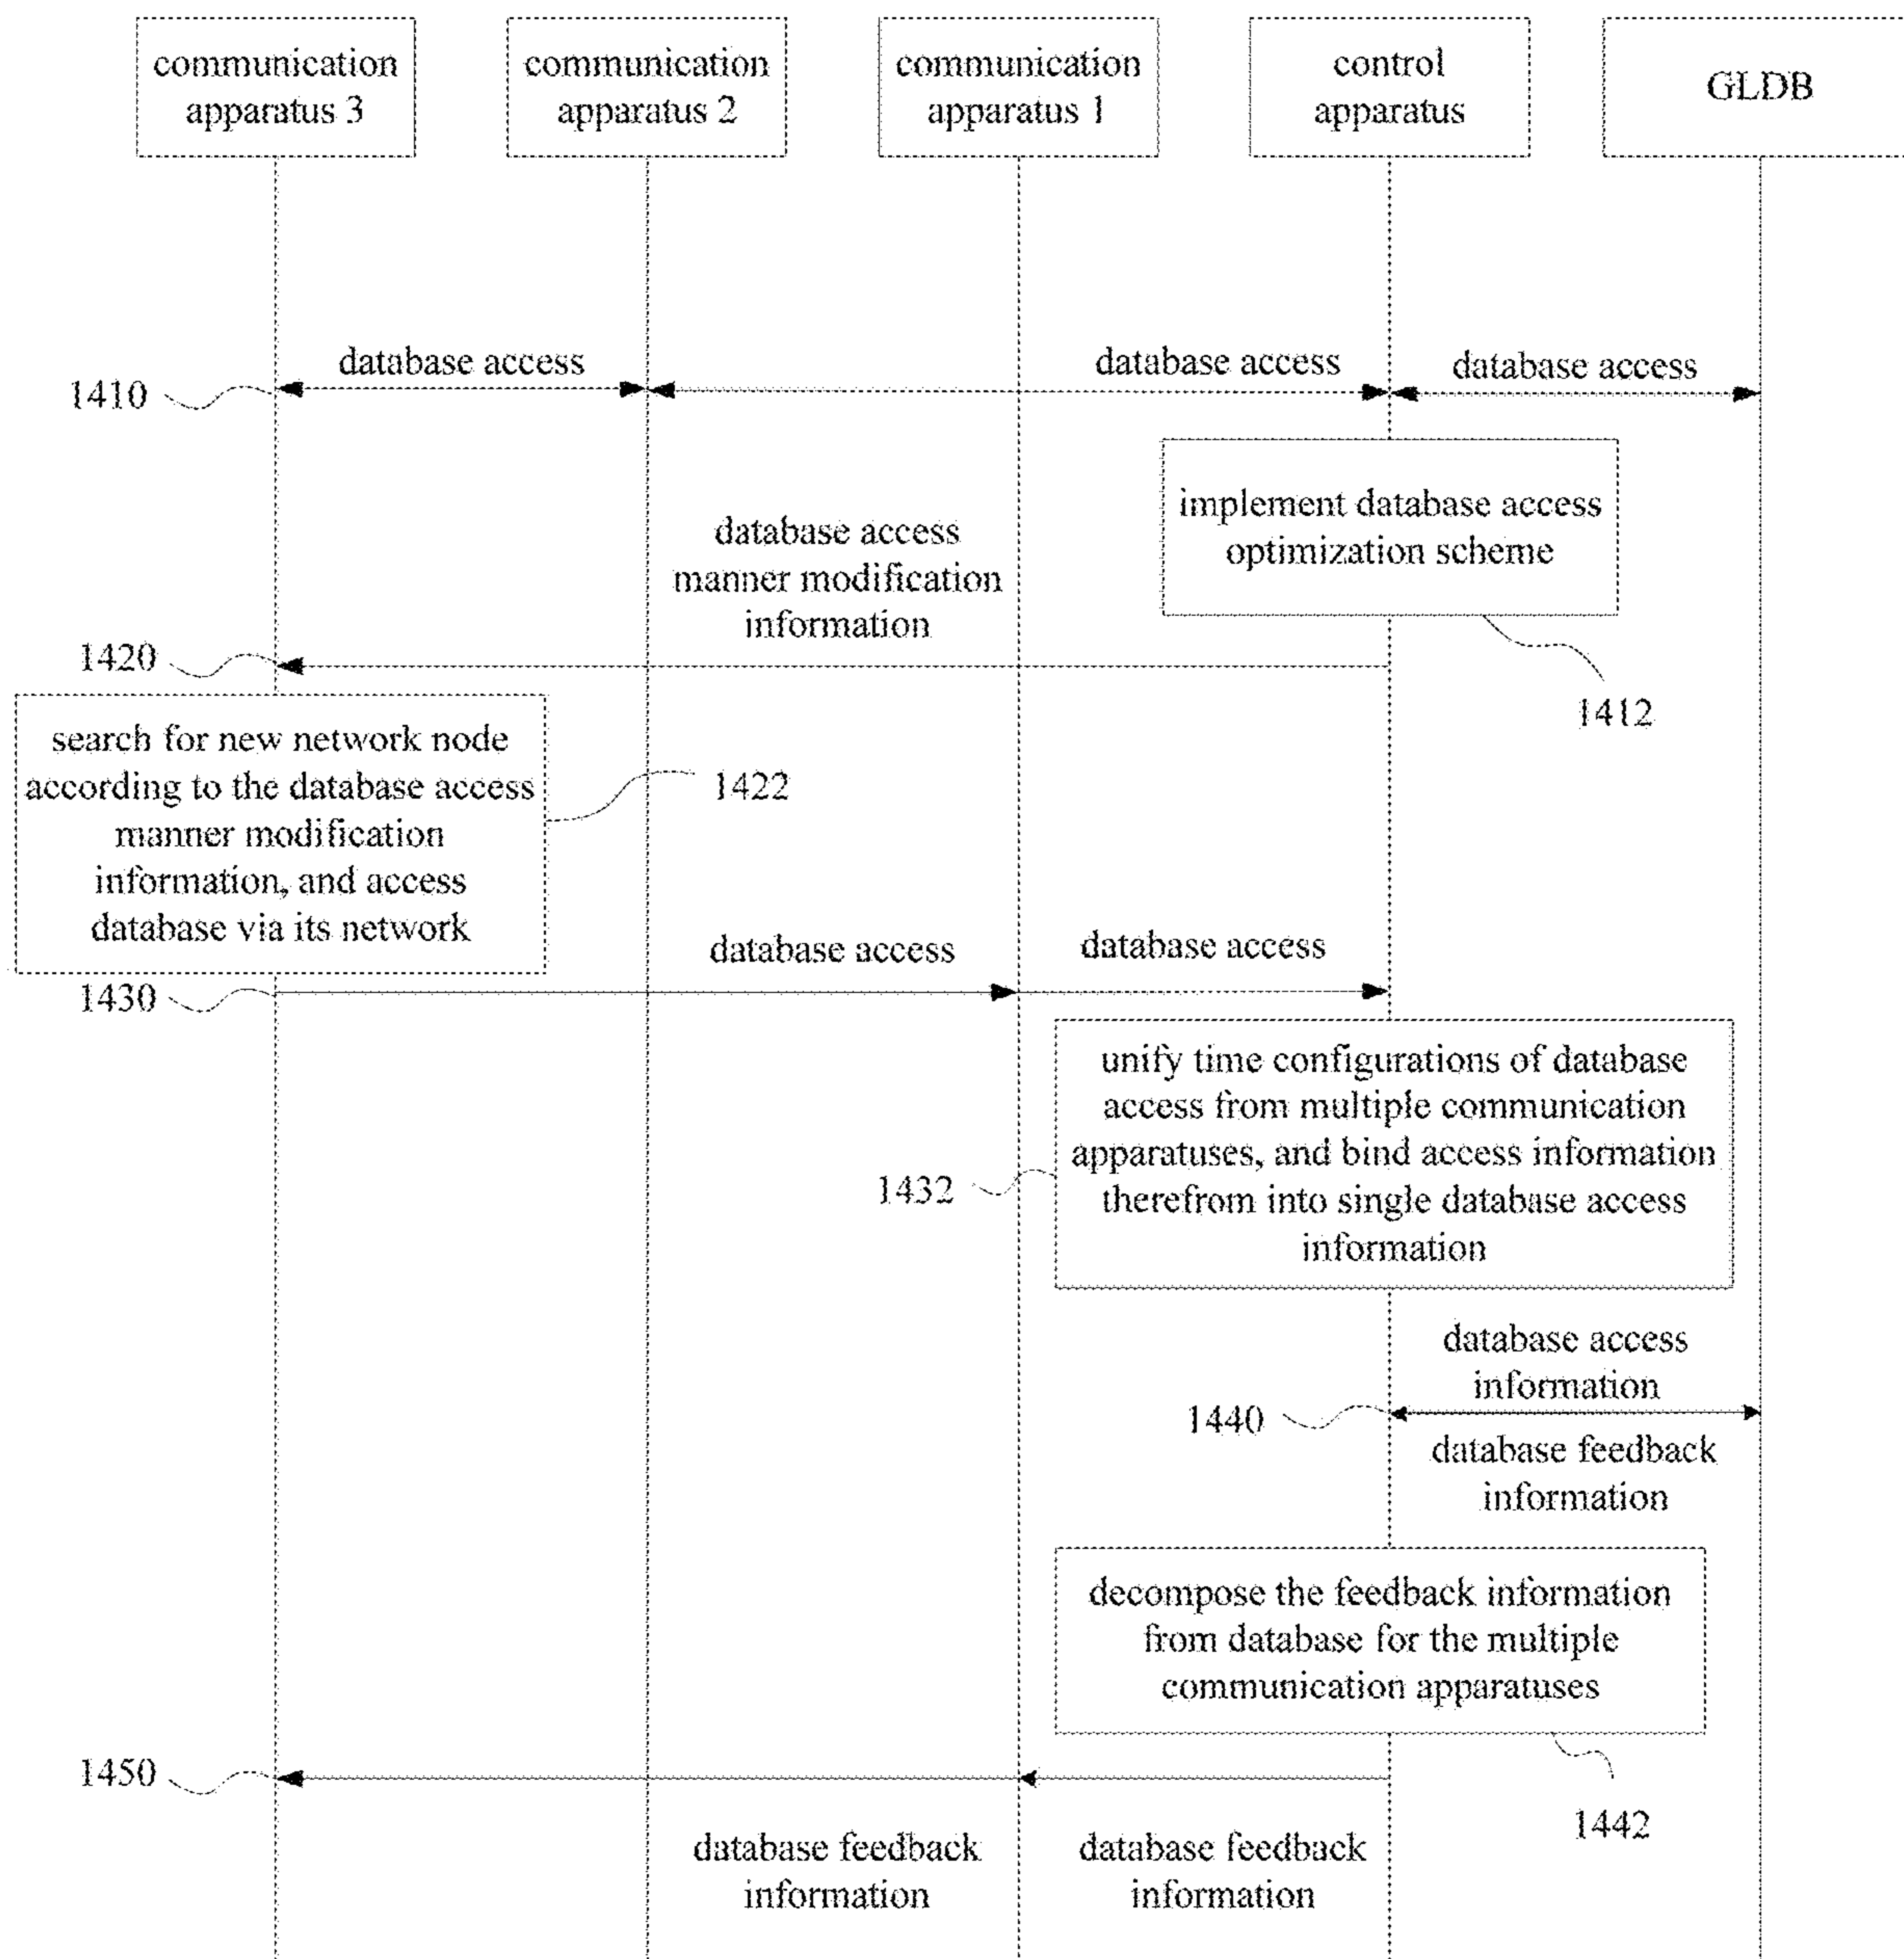 communication
apparatus 3
communication
apparatus 2
communication
apparatus 1
control
apparatus
GLDB
database access
database access
database access
1410
implement database access
optimization scheme
1412
database access
manner modification
information
1420
search for new network node
according to the database access
manner modification
information, and access
database via its network
1422
database access
database access
1430
unify time configurations of database
access from multiple communication
apparatuses, and bind access information
therefrom into single database access
information
1432
database access
information
1440
database feedback
information
decompose the feedback information
from database for the multiple
communication apparatuses
1442
1450
database feedback
information
database feedback
information